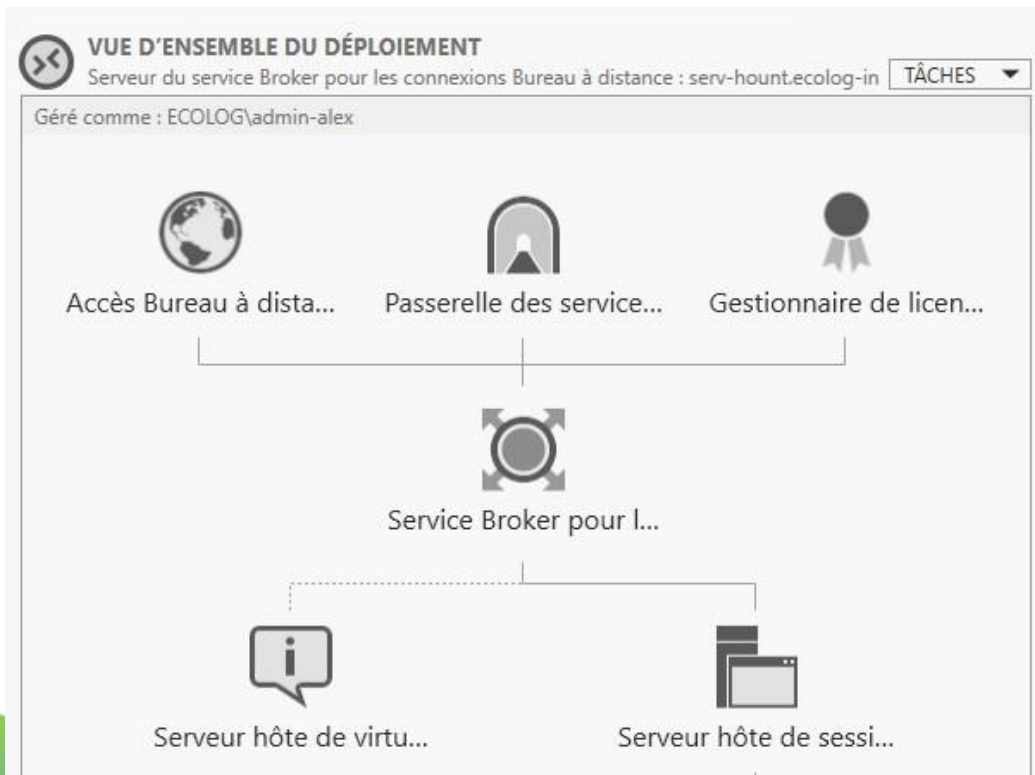 VUE D'ENSEMBLE DU DÉPLOIEMENT
Serveur du service Broker pour les connexions Bureau à distance : serv-hount.ecolog-in
TÂCHES
Géré comme : ECOLOG\admin-alex
Accès Bureau à dista...
Passerelle des service...
Gestionnaire de licen...
Service Broker pour l...
Serveur hôte de virtu...
Serveur hôte de sessi...